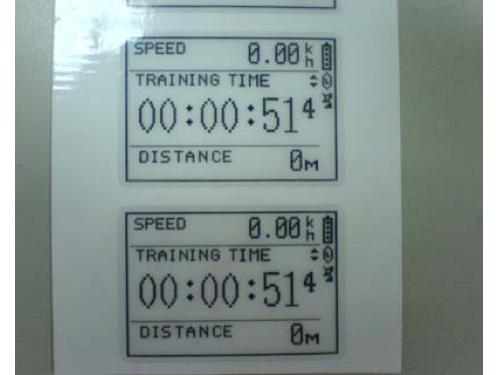 SPEED 0.00 k/h
TRAINING TIME
00:00:51 4
DISTANCE 0M
SPEED 0.00 k/h
TRAINING TIME
00:00:51 4
DISTANCE 0M